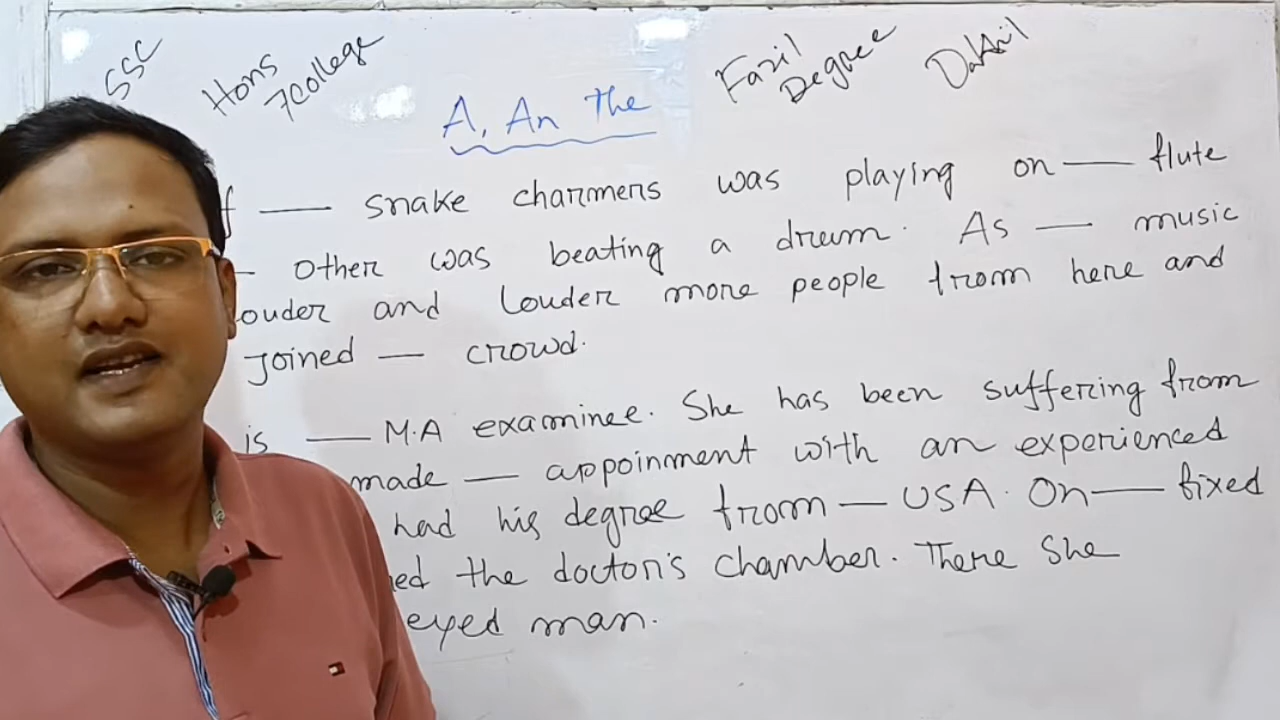 SSC
Hons
7College
A, An The
Fazil
Degree
Dakhil
f — snake charmers was playing on — flute
— Other was beating a drum. As — music
ouder and louder more people from here and
joined — crowd.
is — M.A examinee. She has been suffering from
made — appoinment with an experienced
had his degree from — USA. On — fixed
ed the doctor's chamber. There she
eyed man.